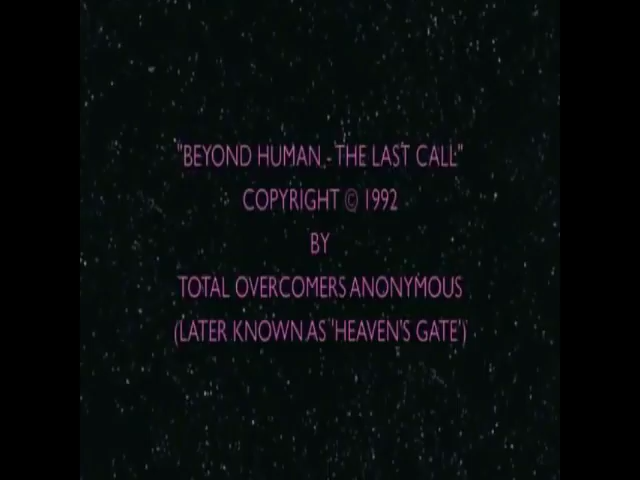 "BEYOND HUMAN - THE LAST CALL"
COPYRIGHT © 1992
BY
TOTAL OVERCOMERS ANONYMOUS
(LATER KNOWN AS 'HEAVEN'S GATE')